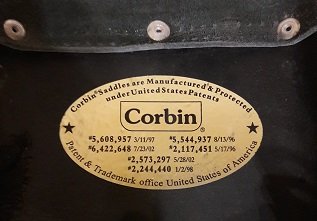 Corbin® Saddles are Manufactured & Protected
under United States Patents
Corbin®
#5,608,957 3/11/97 #5,544,937 8/13/96
#6,422,648 7/23/02 #2,117,451 5/17/96
#2,573,297 5/28/02
#2,244,440 1/2/98
Patent & Trademark office United States of America